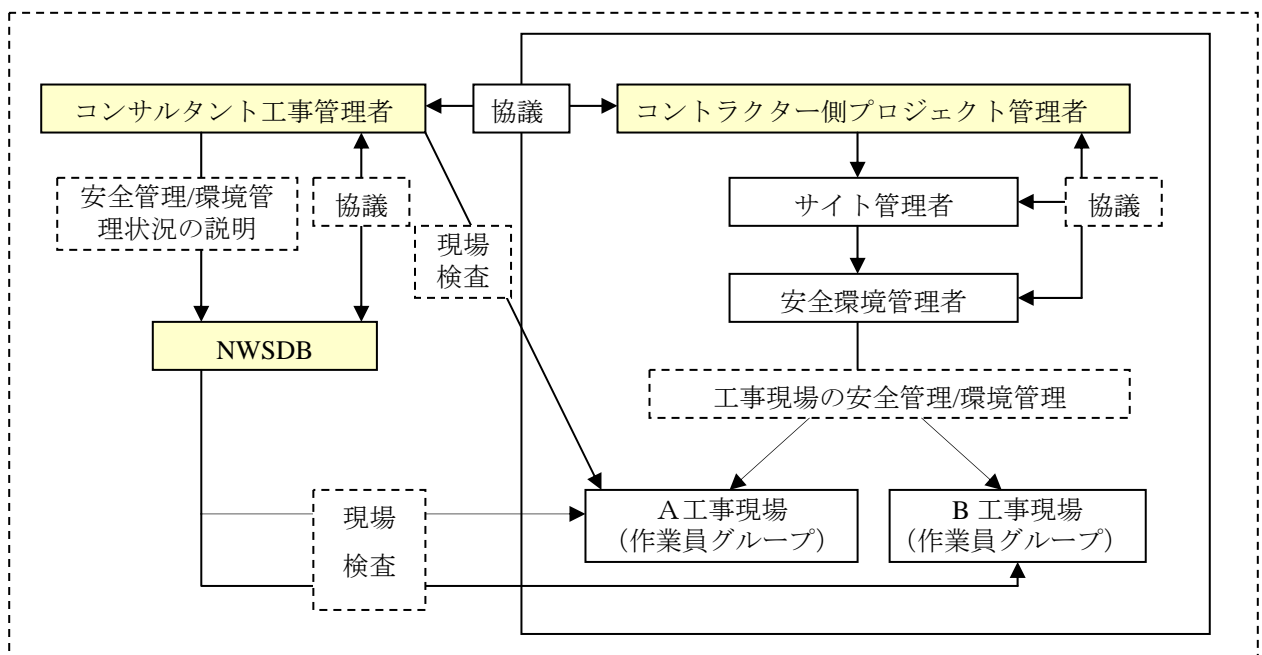 コンサルタント工事管理者
協議
コントラクター側プロジェクト管理者
安全管理/環境管
理状況の説明
協議
サイト管理者
協議
現場
検査
安全環境管理者
NWSDB
工事現場の安全管理/環境管理
現場
検査
A工事現場
(作業員グループ)
B 工事現場
(作業員グループ)